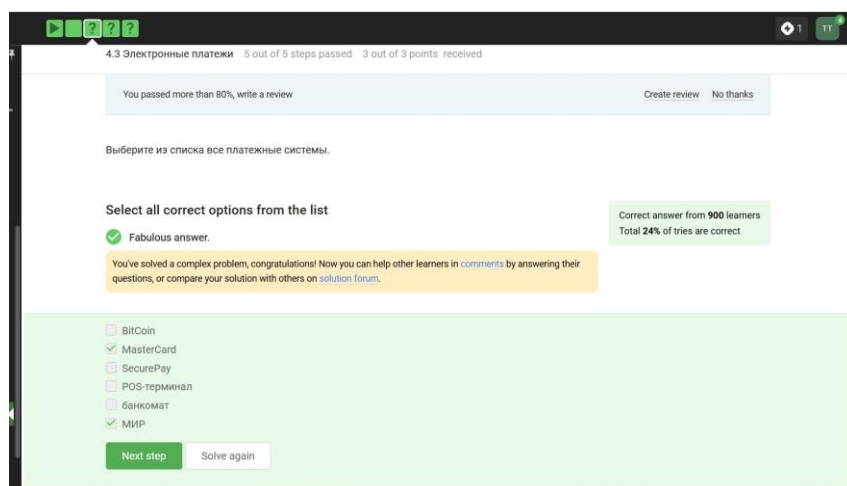 ? ? ?
1
TT
4.3 Электронные платежи 5 out of 5 steps passed 3 out of 3 points received
You passed more than 80%, write a review Create review No thanks
Выберите из списка все платежные системы.
Select all correct options from the list
Correct answer from 900 learners
Total 24% of tries are correct
Fabulous answer.
You've solved a complex problem, congratulations! Now you can help other learners in comments by answering their
questions, or compare your solution with others on solution forum.
BitCoin
MasterCard
SecurePay
POS-терминал
банкомат
МИР
Next step Solve again